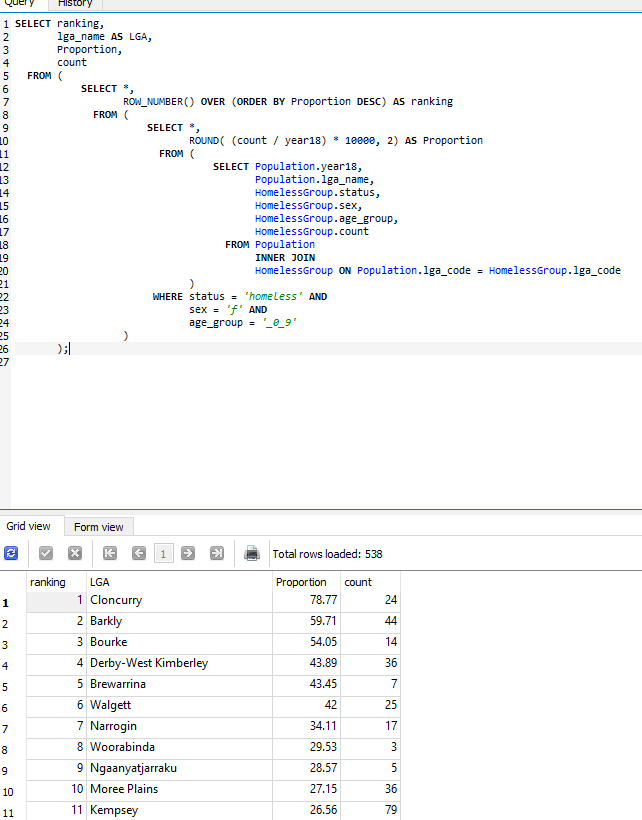 Query History
1 SELECT ranking,
2 lga_name AS LGA,
3 Proportion,
4 count
5 FROM (
6 SELECT *,
7 ROW_NUMBER() OVER (ORDER BY Proportion DESC) AS ranking
8 FROM (
9 SELECT *,
10 ROUND( (count / year18) * 10000, 2) AS Proportion
11 FROM (
12 SELECT Population.year18,
13 Population.lga_name,
14 HomelessGroup.status,
15 HomelessGroup.sex,
16 HomelessGroup.age_group,
17 HomelessGroup.count
18 FROM Population
19 INNER JOIN
20 HomelessGroup ON Population.lga_code = HomelessGroup.lga_code
21 )
22 WHERE status = 'homeless' AND
23 sex = 'f' AND
24 age_group = '_0_9'
25 )
26 );
27
Grid view Form view
1 Total rows loaded: 538
ranking LGA Proportion count
1 1 Cloncurry 78.77 24
2 2 Barkly 59.71 44
3 3 Bourke 54.05 14
4 4 Derby-West Kimberley 43.89 36
5 5 Brewarrina 43.45 7
6 6 Walgett 42 25
7 7 Narrogin 34.11 17
8 8 Woorabinda 29.53 3
9 9 Ngaanyatjarraku 28.57 5
10 10 Moree Plains 27.15 36
11 11 Kempsey 26.56 79